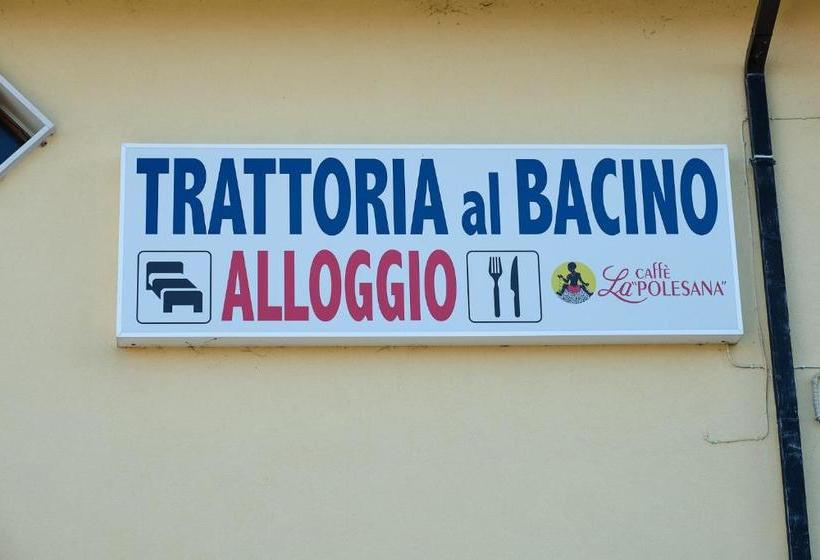 TRATTORIA al BACINO
ALLOGGIO
CAFFÈ
La "POLESANA"